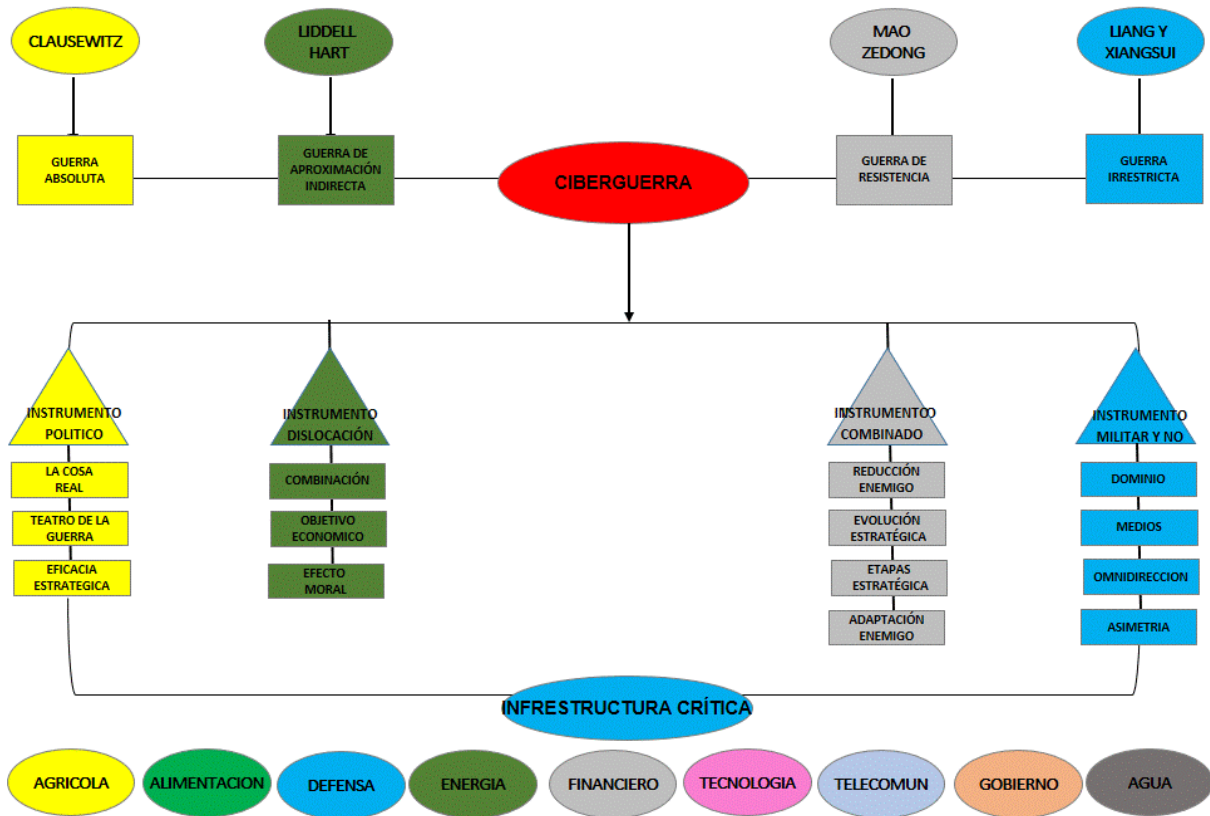 CLAUSEWITZ
LIDDELL
HART
MAO
ZEDONG
LIANG Y
XIANGSUI
GUERRA
ABSOLUTA
GUERRA DE
APROXIMACIÓN
INDIRECTA
CIBERGUERRA
GUERRA DE
RESISTENCIA
GUERRA
IRRESTRICTA
INSTRUMENTO
POLITICO
INSTRUMENTO
DISLOCACIÓN
INSTRUMENTO
COMBINADO
INSTRUMENTO
MILITAR Y NO
LA COSA
REAL
TEATRO DE LA
GUERRA
EFICACIA
ESTRATEGICA
COMBINACIÓN
OBJETIVO
ECONOMICO
EFECTO
MORAL
REDUCCIÓN
ENEMIGO
EVOLUCIÓN
ESTRATÉGICA
ETAPAS
ESTRATÉGICA
ADAPTACIÓN
ENEMIGO
DOMINIO
MEDIOS
OMNIDIRECCION
ASIMETRIA
INFRESTRUCTURA CRÍTICA
AGRICOLA
ALIMENTACION
DEFENSA
ENERGIA
FINANCIERO
TECNOLOGIA
TELECOMUN
GOBIERNO
AGUA